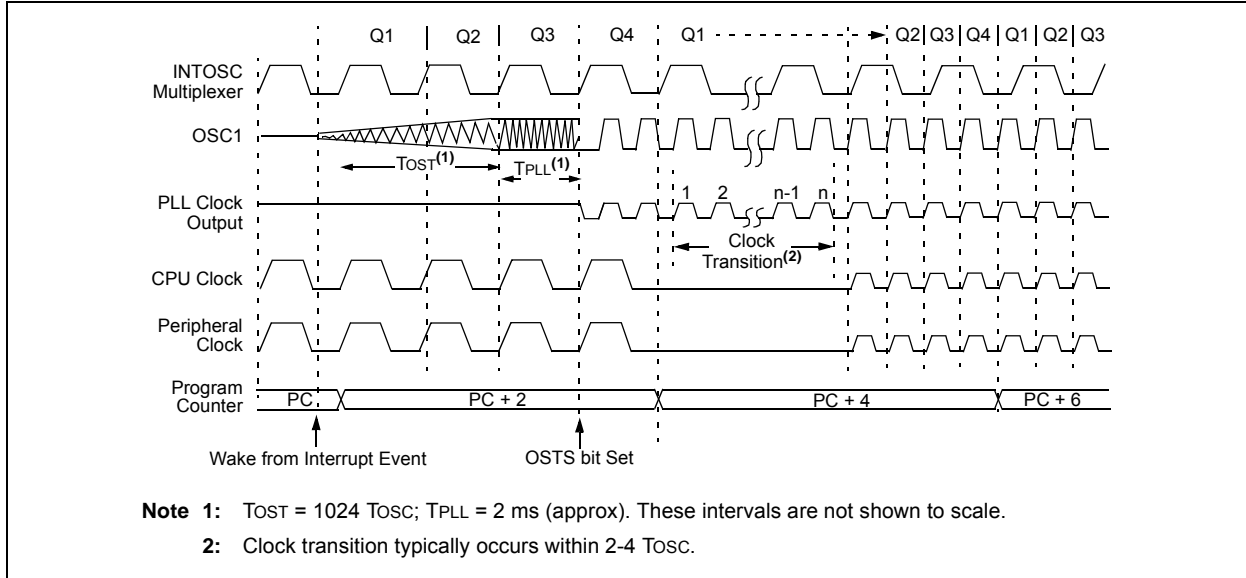 Q1 Q2 Q3 Q4 Q1 Q2 Q3 Q4 Q1 Q2 Q3
INTOSC
Multiplexer
OSC1
TOST(1)
TPLL(1)
PLL Clock
Output
1 2 n-1 n
Clock
Transition(2)
CPU Clock
Peripheral
Clock
Program
Counter
PC PC + 2 PC + 4 PC + 6
Wake from Interrupt Event OSTS bit Set
Note 1: TOST = 1024 TOSC; TPLL = 2 ms (approx). These intervals are not shown to scale.
2: Clock transition typically occurs within 2-4 TOSC.